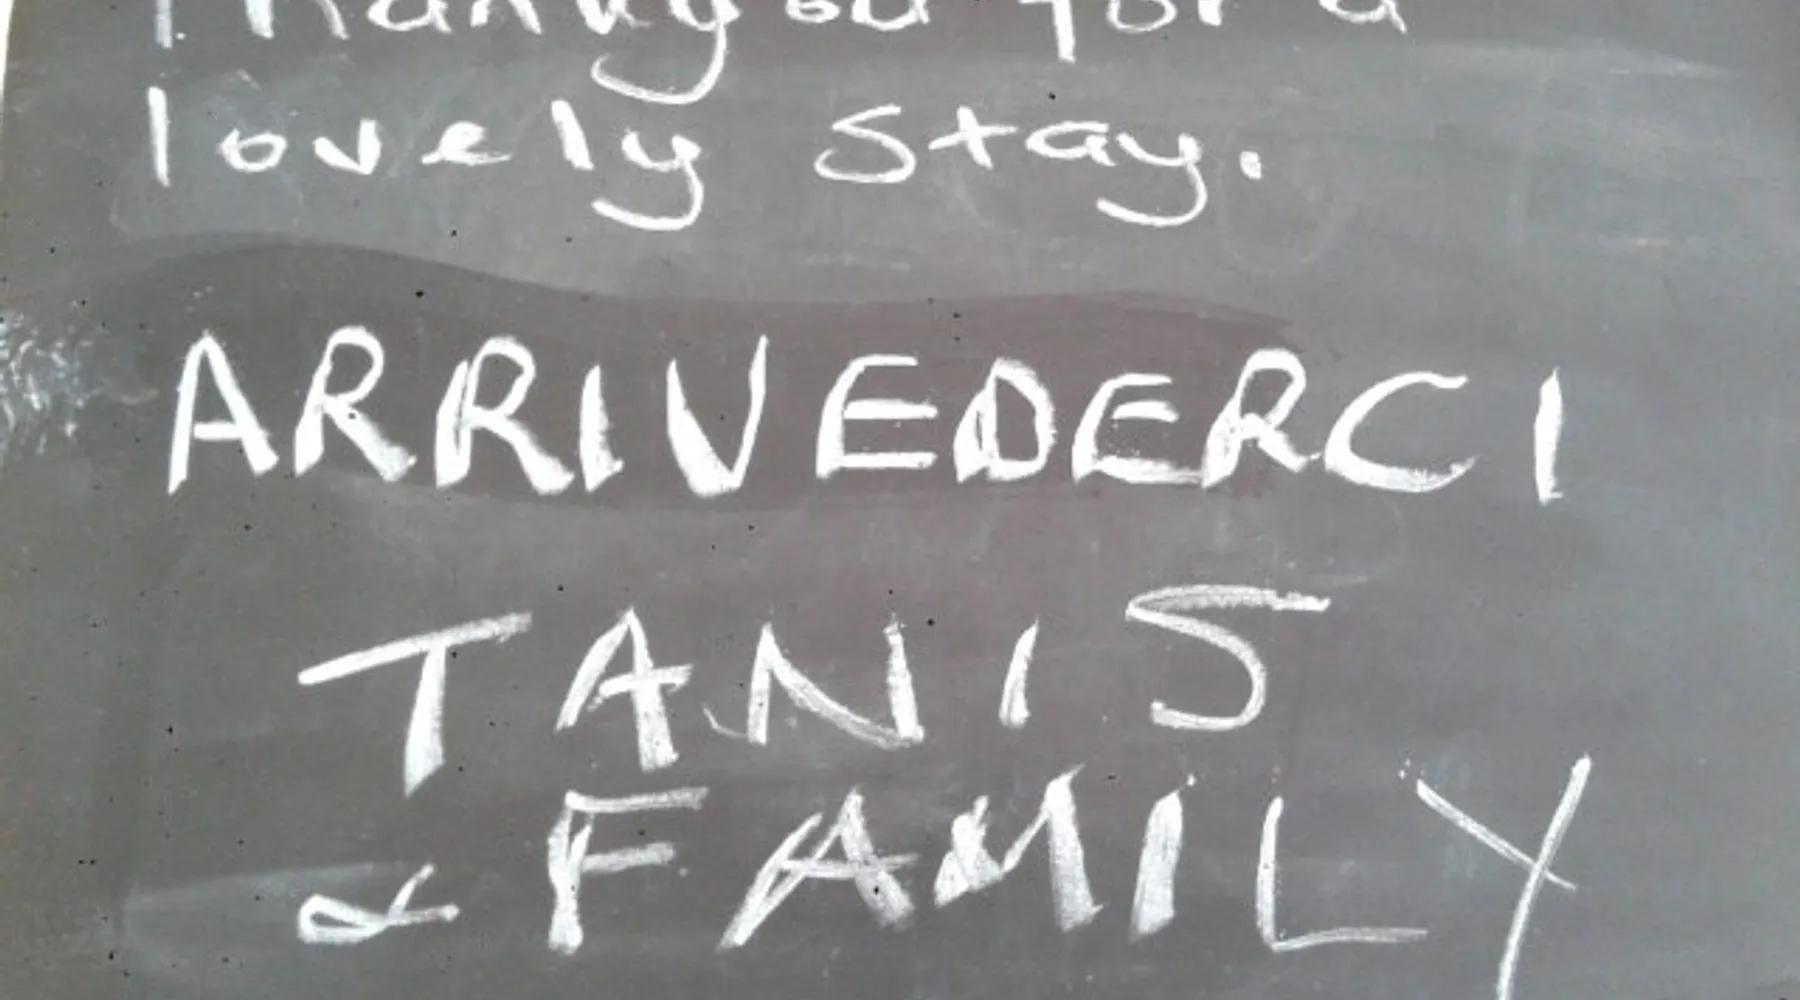 Thankyou for a
lovely stay.
ARRIVEDERCI
TANIS
& FAMILY